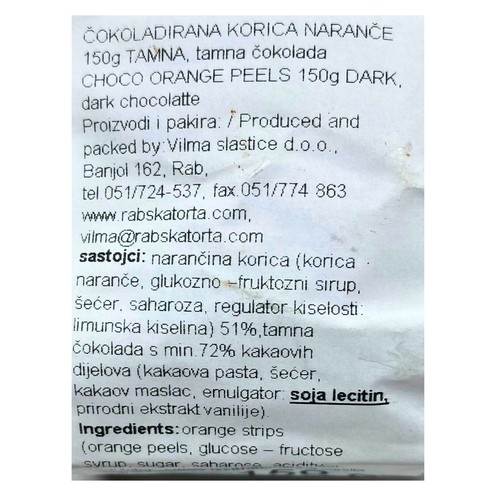 ČOKOLADIRANA KORICA NARANČE
150g TAMNA, tamna čokolada
CHOCO ORANGE PEELS 150g DARK,
dark chocolatte
Proizvodi i pakira: / Produced and
packed by:Vilma slastice d.o.o.,
Banjol 162, Rab,
tel.051/724-537, fax.051/774 863
www.rabskatorta.com,
vilma@rabskatorta.com
sastojci: narančina korica (korica
naranče, glukozno –fruktozni sirup,
šećer, saharoza, regulator kiselosti:
limunska kiselina) 51%,tamna
čokolada s min.72% kakaovih
dijelova (kakaova pasta, šećer,
kakaov maslac, emulgator: soja lecitin,
prirodni ekstrakt vanilije).
Ingredients: orange strips
(orange peels, glucose – fructose
syrup, sugar, saharose, acidity